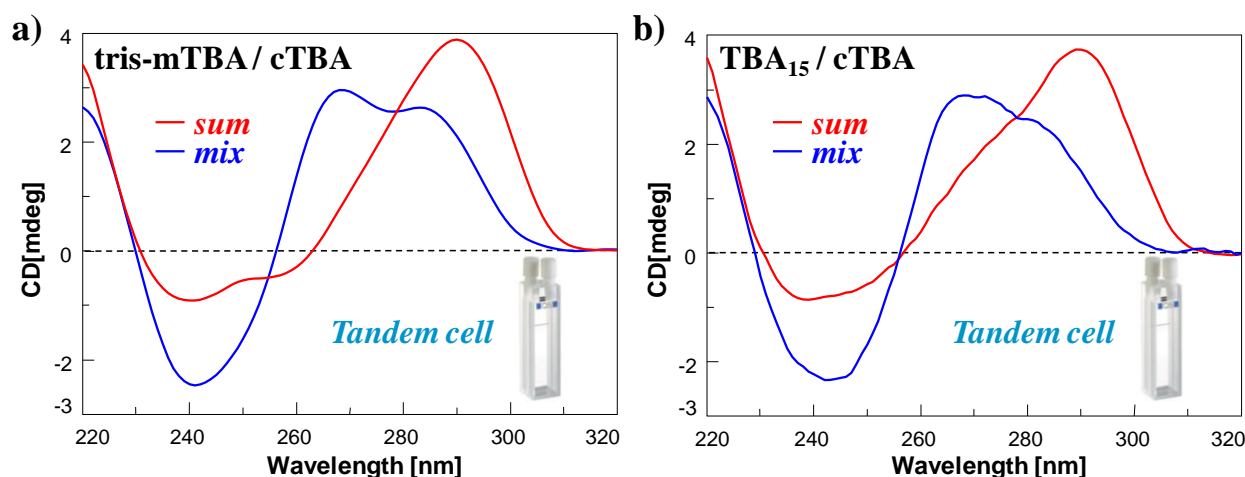 a)
tris-mTBA / cTBA
sum
mix
Tandem cell
CD[mdeg]
4
2
0
-2
-3
220
240
260
280
300
320
Wavelength [nm]
b)
TBA₁₅ / cTBA
sum
mix
Tandem cell
CD[mdeg]
4
2
0
-2
-3
220
240
260
280
300
320
Wavelength [nm]